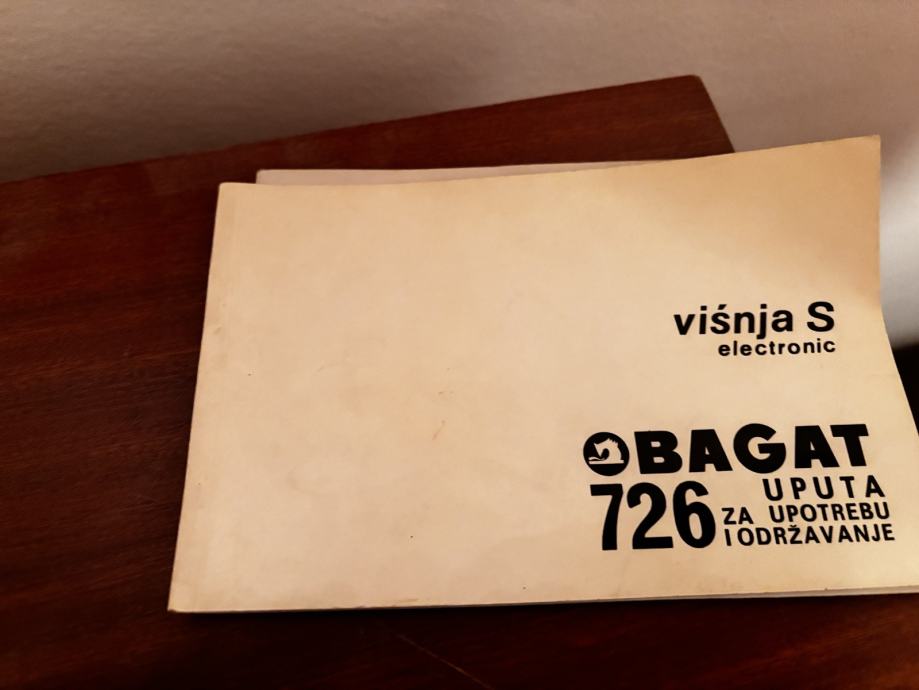 viśnja S
electronic
BAGAT
726 UPUTA
ZA UPOTREBU
I ODRŽAVANJE